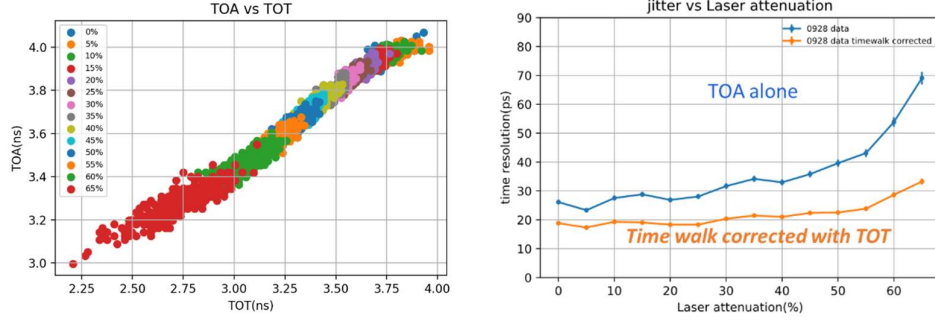 TOA vs TOT
TOA(ns)
4.0
3.8
3.6
3.4
3.2
3.0
0%
5%
10%
15%
20%
25%
30%
35%
40%
45%
50%
55%
60%
65%
2.25 2.50 2.75 3.00 3.25 3.50 3.75 4.00
TOT(ns)
jitter vs Laser attenuation
time resolution(ps)
90
80
70
60
50
40
30
20
10
0
0928 data
0928 data timewalk corrected
TOA alone
Time walk corrected with TOT
0 10 20 30 40 50 60
Laser attenuation(%)